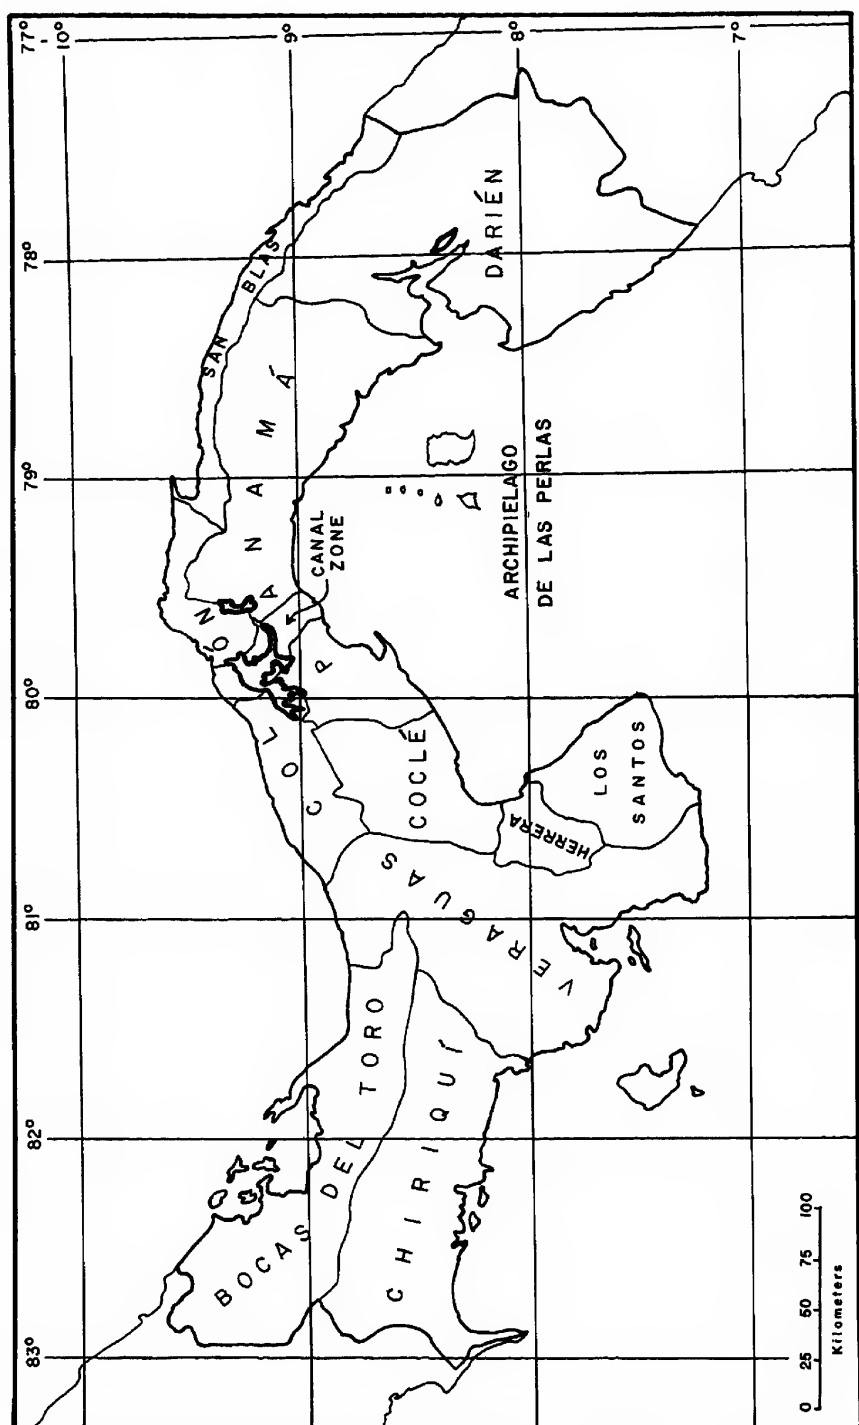 83°
82°
81°
80°
79°
78°
77°
10°
9°
8°
7°
BOCAS DEL TORO
CHIRIQUÍ
VERAGUAS
COCLÉ
COLÓN
PANAMÁ
SAN BLAS
DARIÉN
HERRERA
LOS
SANTOS
CANAL
ZONE
ARCHIPIELAGO
DE LAS PERLAS
0 25 50 75 100
Kilometers